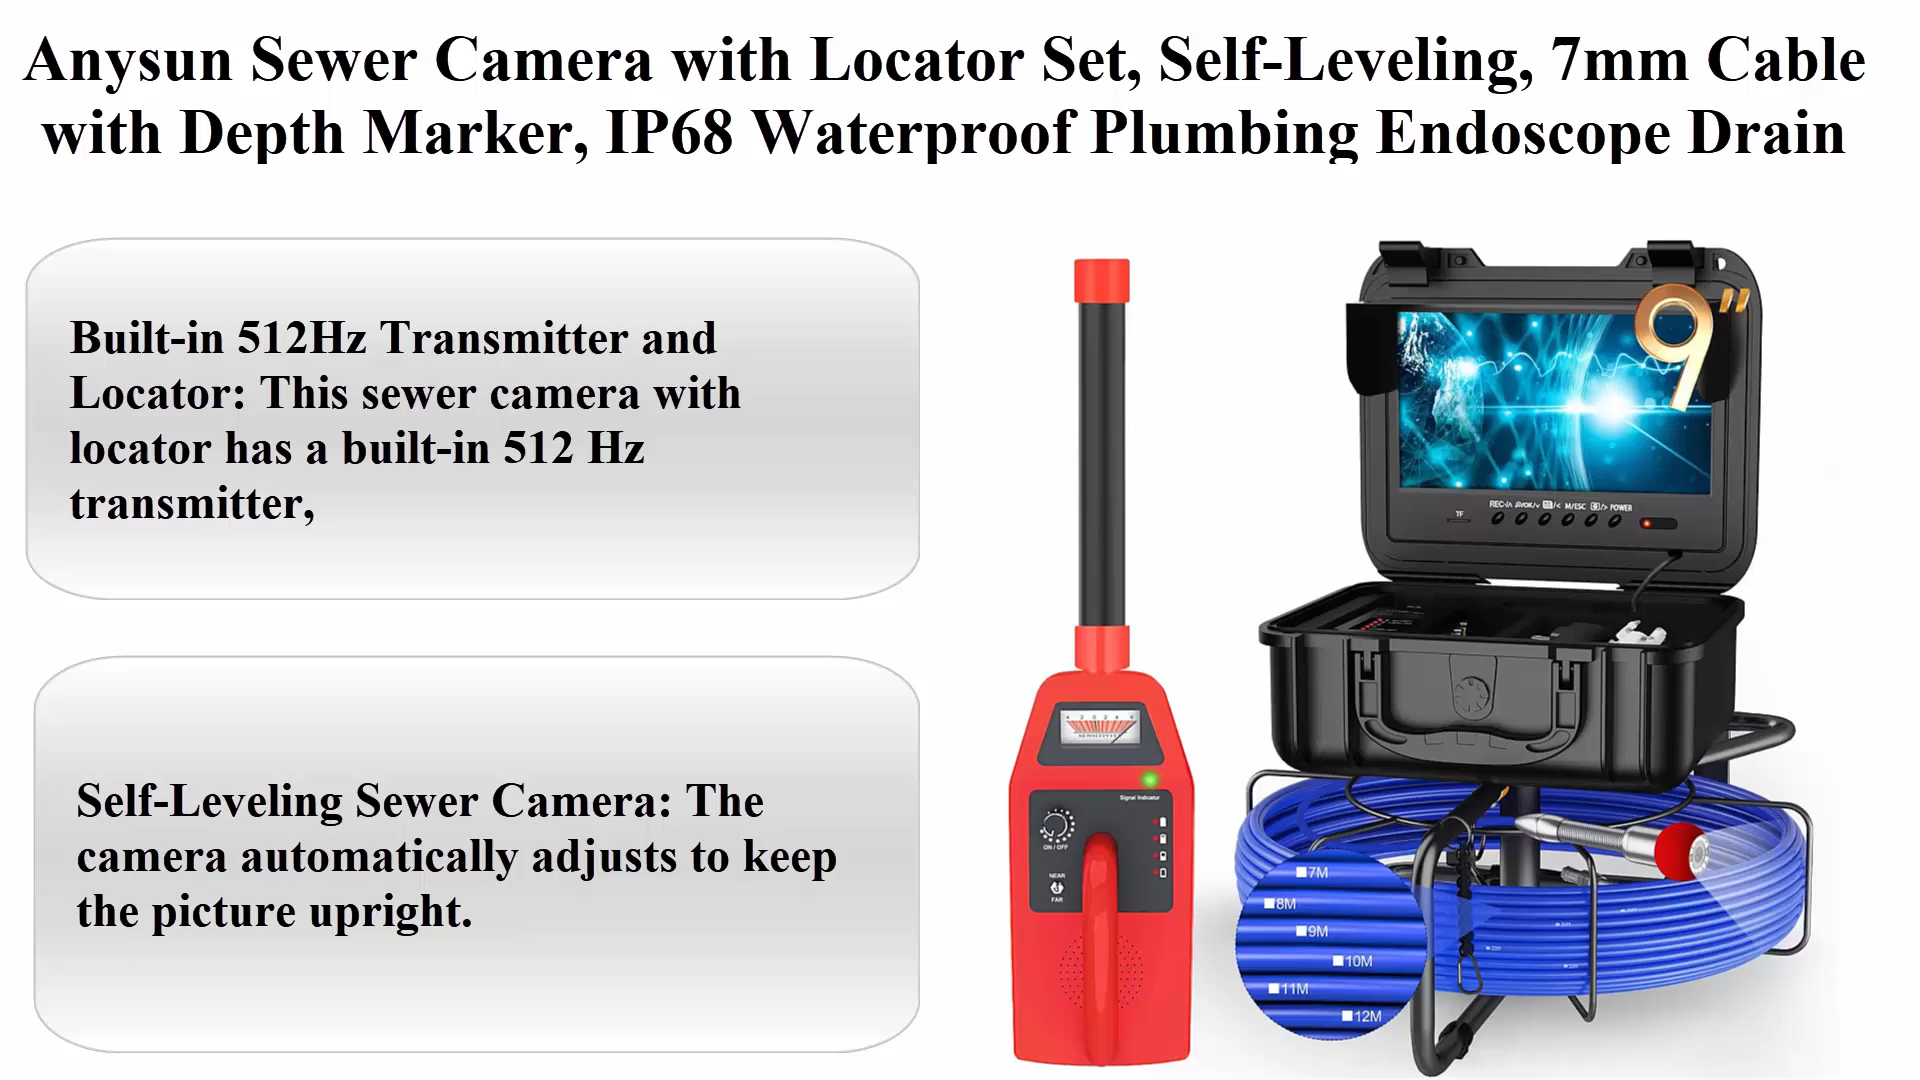 Anysun Sewer Camera with Locator Set, Self-Leveling, 7mm Cable
with Depth Marker, IP68 Waterproof Plumbing Endoscope Drain
Built-in 512Hz Transmitter and
Locator: This sewer camera with
locator has a built-in 512 Hz
transmitter,
Self-Leveling Sewer Camera: The
camera automatically adjusts to keep
the picture upright.
9"
TF
M/ESC
POWER
Signal Indicator
ON / OFF
NEAR
FAR
7M
8M
9M
10M
11M
12M